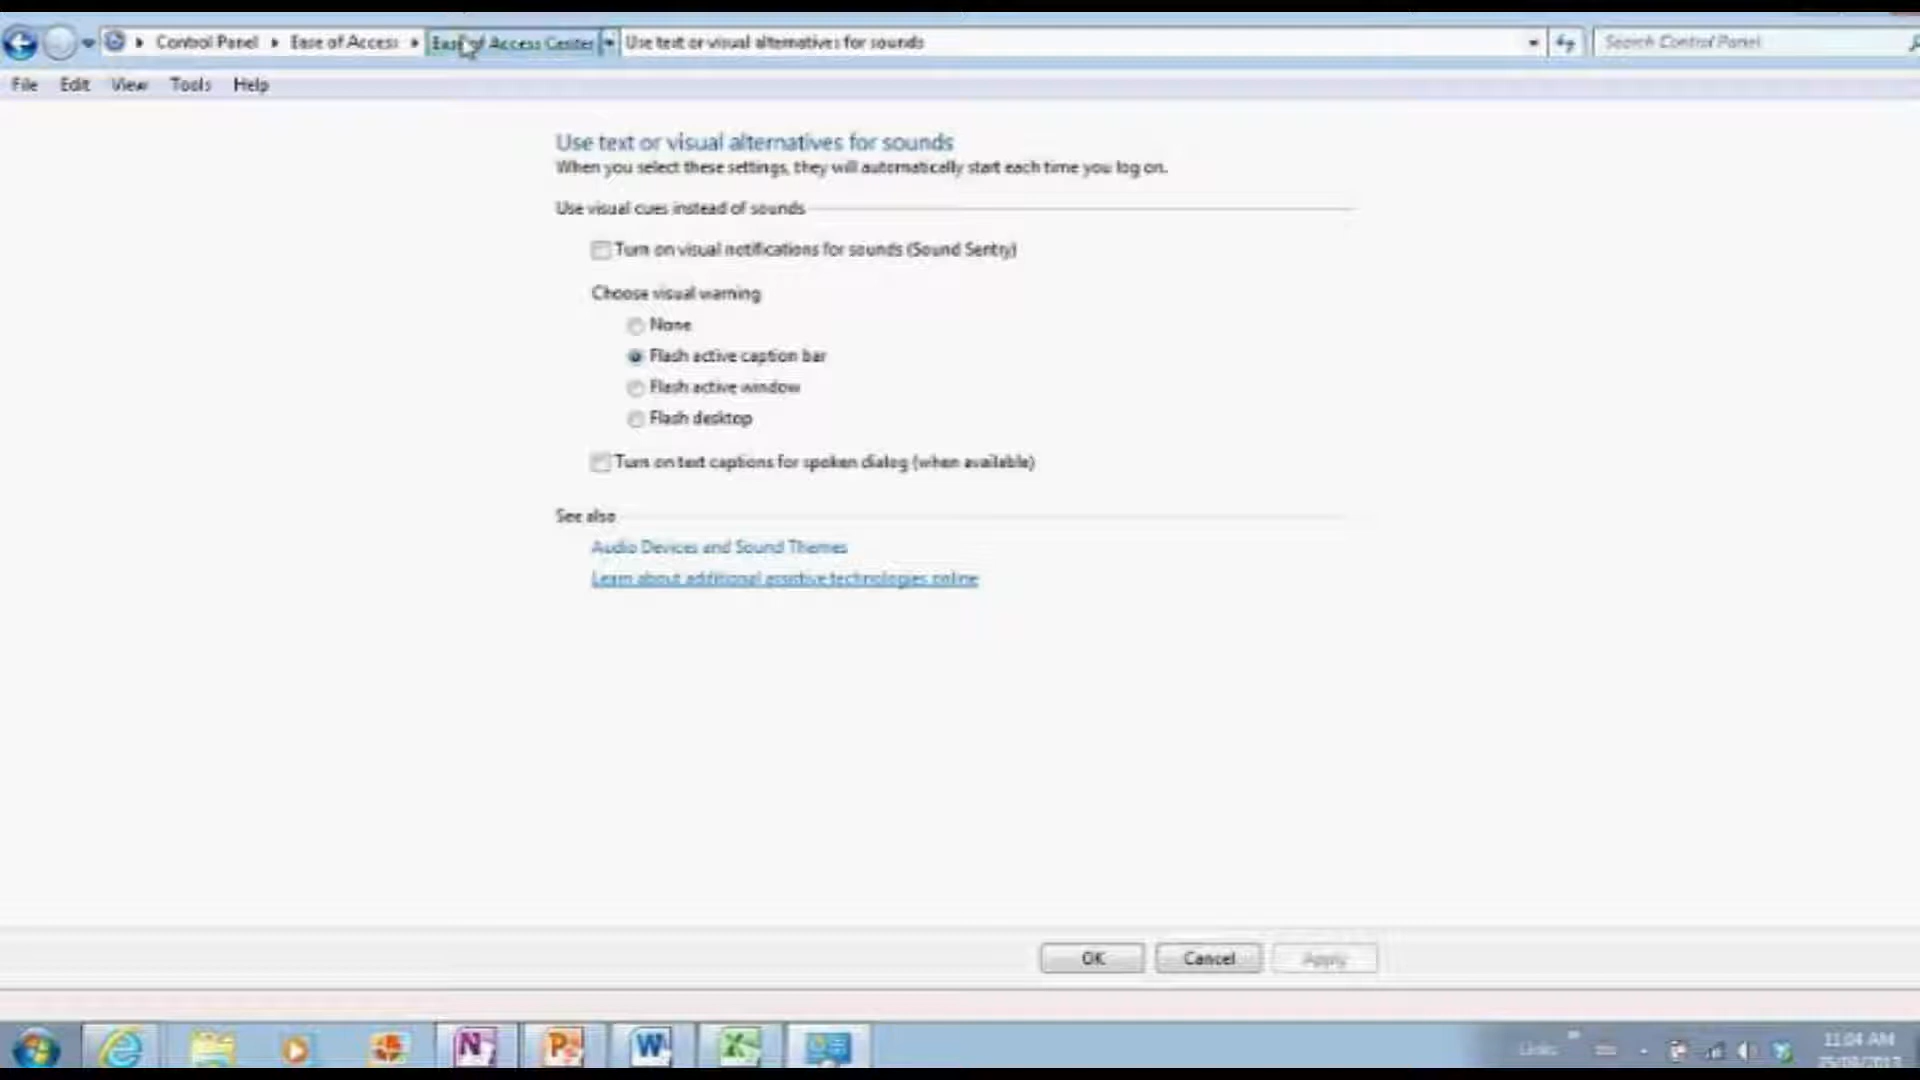 Control Panel ▸ Ease of Access ▸ Ease of Access Center Use text or visual alternatives for sounds Search Control Panel
File Edit View Tools Help
Use text or visual alternatives for sounds
When you select these settings, they will automatically start each time you log on.
Use visual cues instead of sounds
Turn on visual notifications for sounds (Sound Sentry)
Choose visual warning
None
Flash active caption bar
Flash active window
Flash desktop
Turn on text captions for spoken dialog (when available)
See also
Audio Devices and Sound Themes
Learn about additional assistive technologies online
OK Cancel Apply
Links 11:04 AM